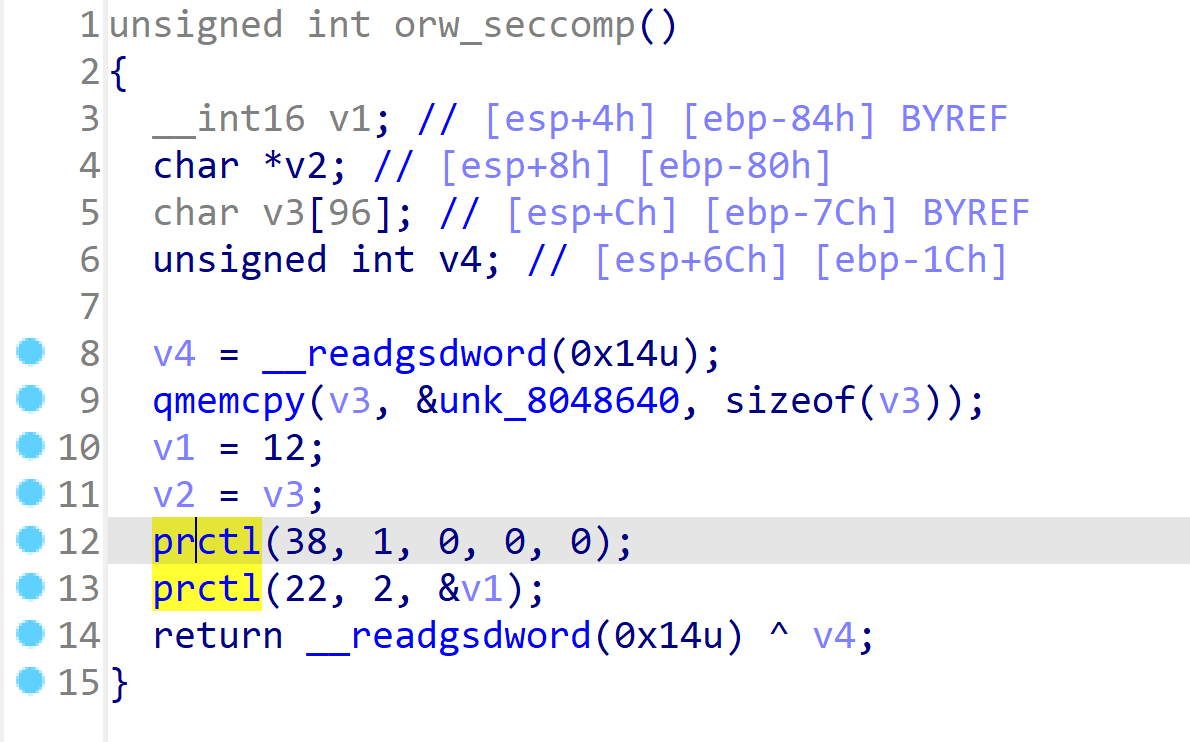 1 unsigned int orw_seccomp()
2 {
3 __int16 v1; // [esp+4h] [ebp-84h] BYREF
4 char *v2; // [esp+8h] [ebp-80h]
5 char v3[96]; // [esp+Ch] [ebp-7Ch] BYREF
6 unsigned int v4; // [esp+6Ch] [ebp-1Ch]
7
8 v4 = __readgsdword(0x14u);
9 qmemcpy(v3, &unk_8048640, sizeof(v3));
10 v1 = 12;
11 v2 = v3;
12 prctl(38, 1, 0, 0, 0);
13 prctl(22, 2, &v1);
14 return __readgsdword(0x14u) ^ v4;
15 }